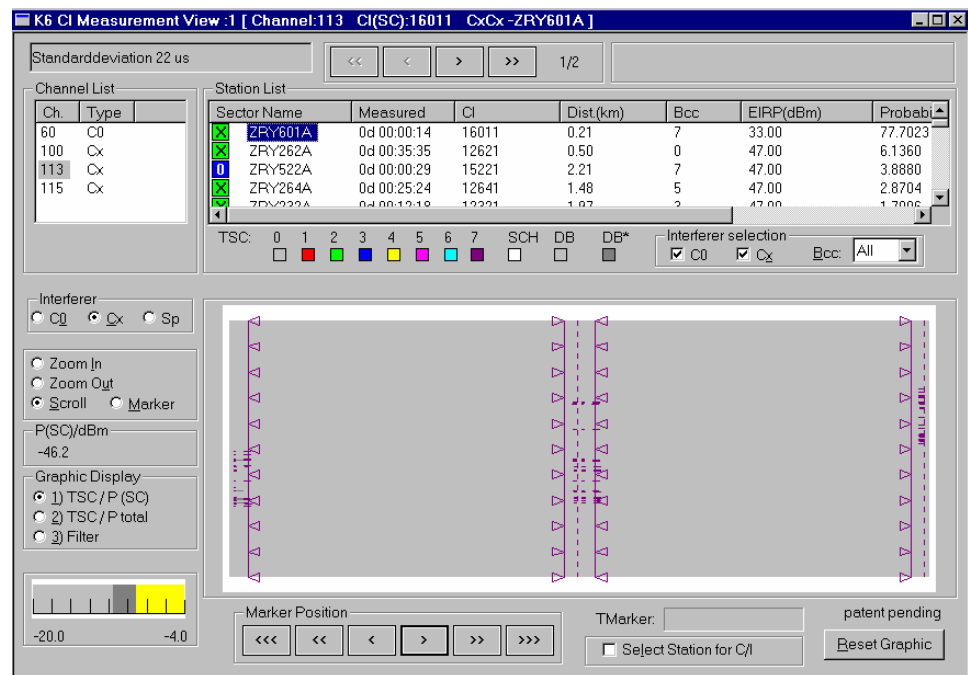 K6 CI Measurement View :1 [ Channel:113 CI(SC):16011 CxCx -ZRY601A ]
Standarddeviation 22 us
<< < > >> 1/2
Channel List
Ch. Type
60 C0
100 Cx
113 Cx
115 Cx
Station List
Sector Name Measured CI Dist.(km) Bcc EIRP(dBm) Probabi
X ZRY601A 0d 00:00:14 16011 0.21 7 33.00 77.7023
X ZRY262A 0d 00:35:35 12621 0.50 0 47.00 6.1360
0 ZRY522A 0d 00:00:29 15221 2.21 7 47.00 3.8880
X ZRY264A 0d 00:25:24 12641 1.48 5 47.00 2.8704
TSC: 0 1 2 3 4 5 6 7 SCH DB DB*
Interferer selection
C0 Cx Bcc: All
Interferer
C0 Cx Sp
Zoom In
Zoom Out
Scroll Marker
P(SC)/dBm
-46.2
Graphic Display
1) TSC / P (SC)
2) TSC / P total
3) Filter
-20.0 -4.0
Marker Position
<<< << < > >> >>>
TMarker:
Select Station for C/I
patent pending
Reset Graphic